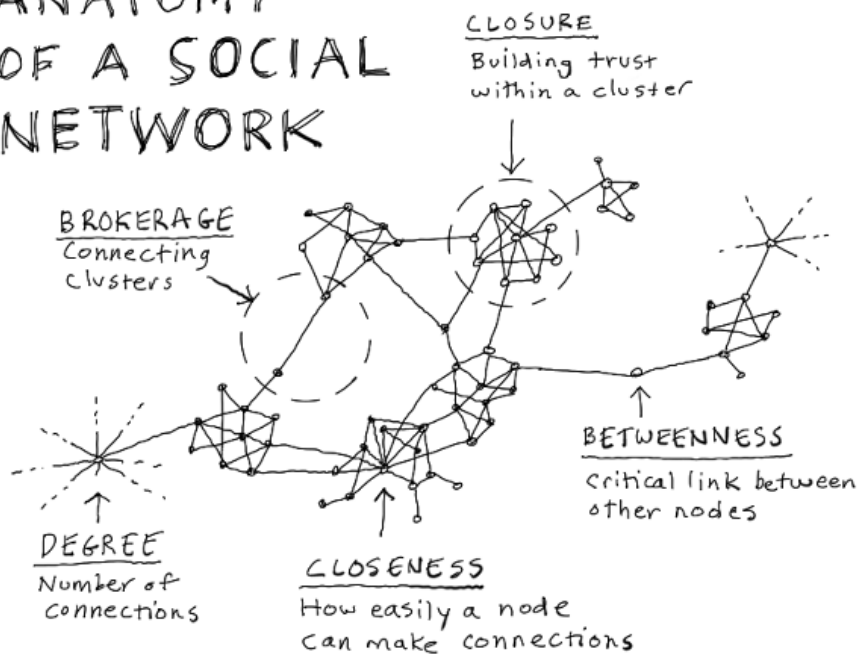 ANATOMY
OF A SOCIAL
NETWORK
CLOSURE
Building trust
within a cluster
BROKERAGE
Connecting
clusters
BETWEENNESS
Critical link between
other nodes
DEGREE
Number of
connections
CLOSENESS
How easily a node
can make connections